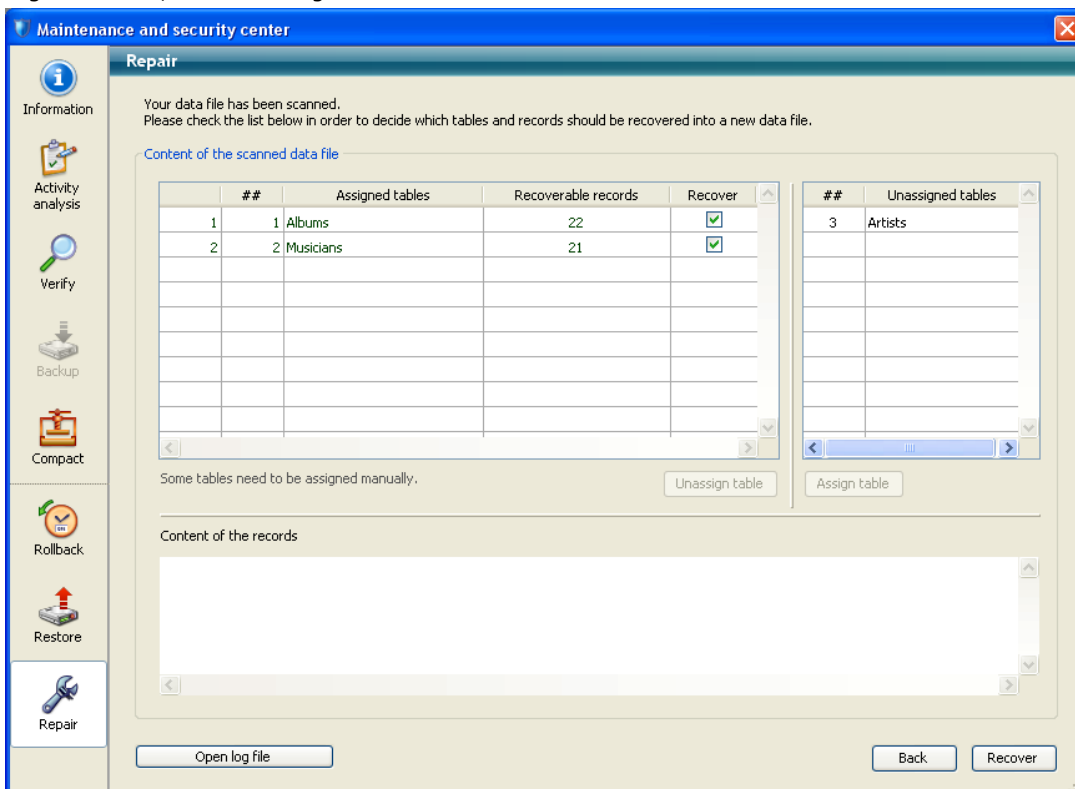 Maintenance and security center
Information
Activity
analysis
Verify
Backup
Compact
Rollback
Restore
Repair
Repair
Your data file has been scanned.
Please check the list below in order to decide which tables and records should be recovered into a new data file.
Content of the scanned data file
## Assigned tables Recoverable records Recover
1 1 Albums 22
2 2 Musicians 21
## Unassigned tables
3 Artists
Some tables need to be assigned manually.
Unassign table
Assign table
Content of the records
Open log file
Back
Recover